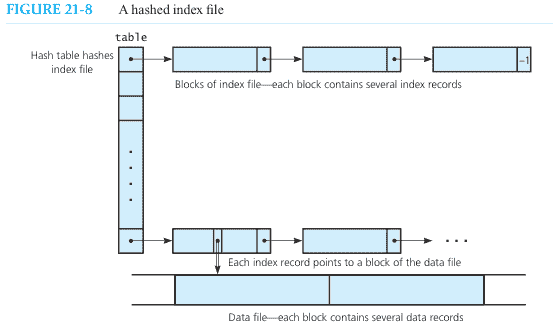 FIGURE 21-8 A hashed index file
table
Hash table hashes
index file
−1
Blocks of index file—each block contains several index records
. . .
Each index record points to a block of the data file
Data file—each block contains several data records